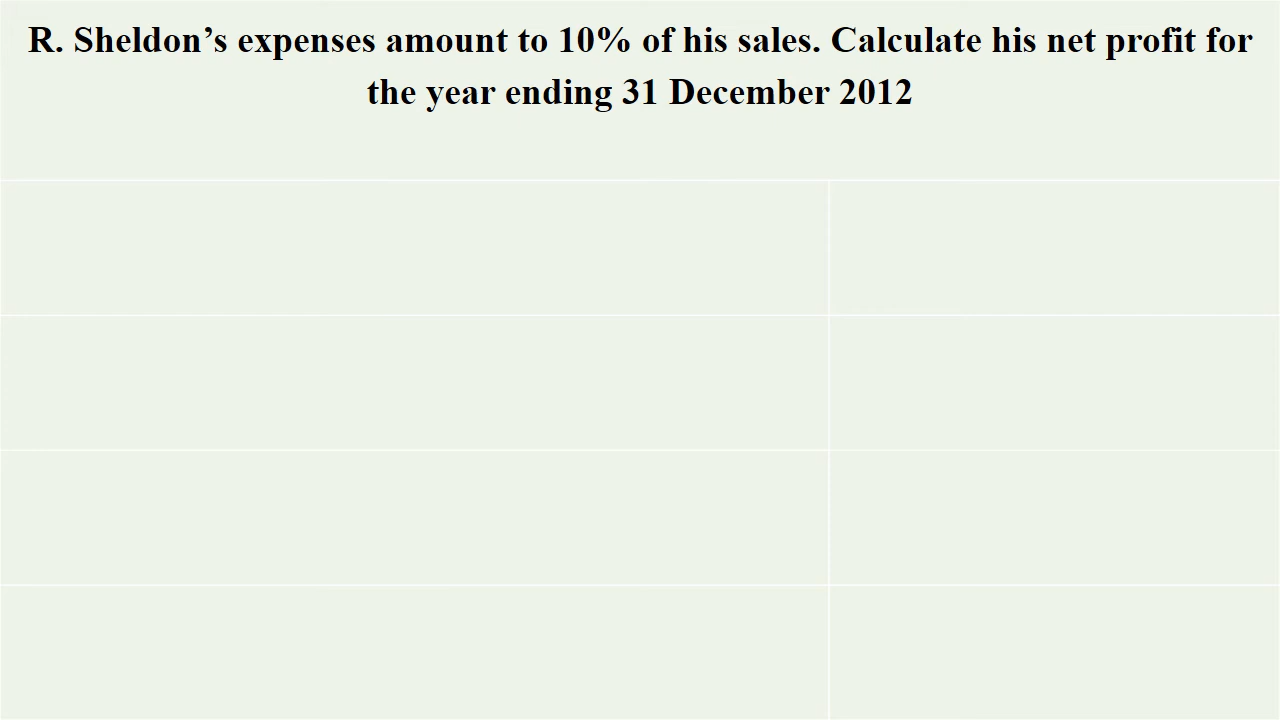 R. Sheldon’s expenses amount to 10% of his sales. Calculate his net profit for
the year ending 31 December 2012